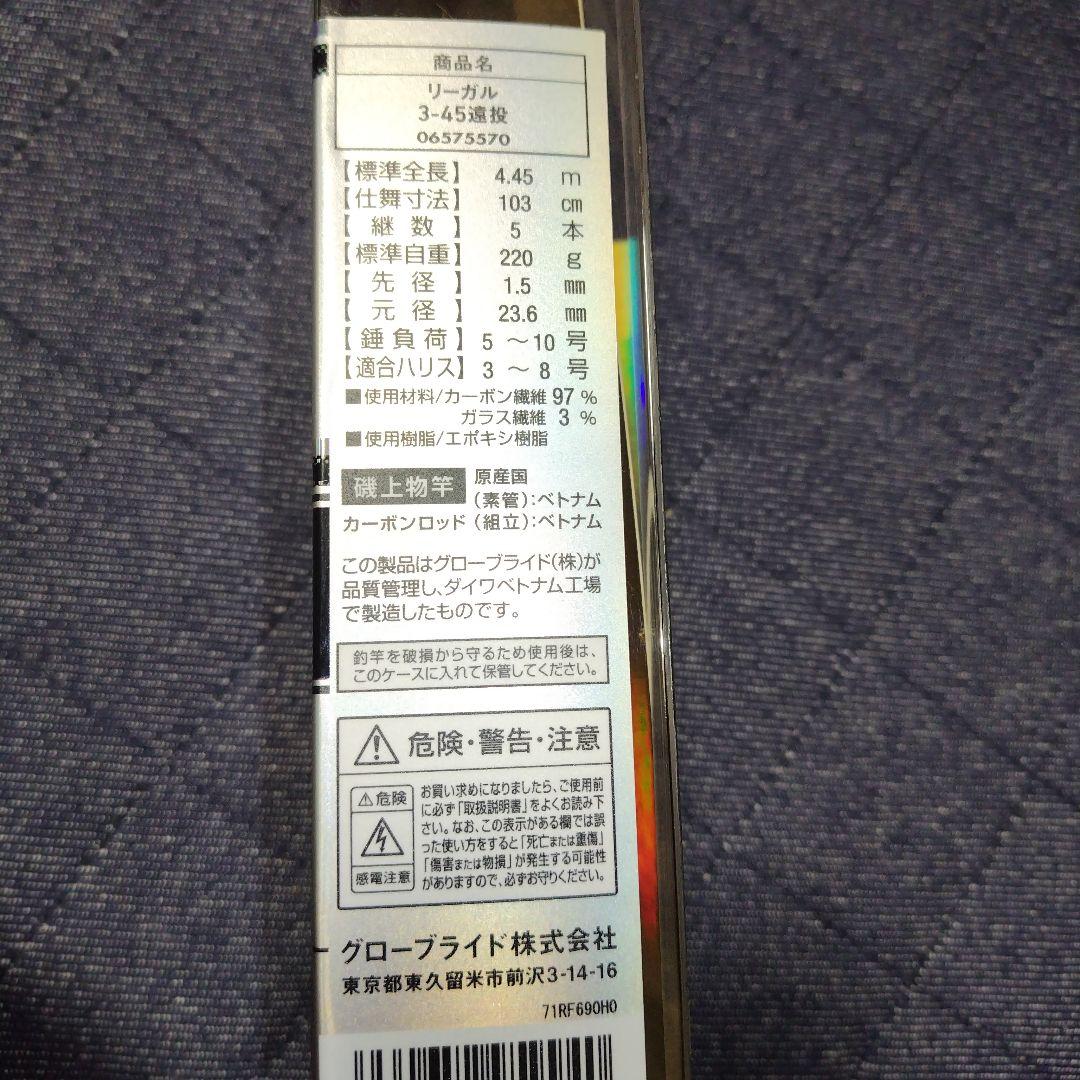 商品名
リーガル
3-45遠投
06575570
【標準全長】 4.45 m
【仕舞寸法】 103 cm
【継数】 5 本
【標準自重】 220 g
【先径】 1.5 mm
【元径】 23.6 mm
【錘負荷】 5 ～10 号
【適合ハリス】 3 ～ 8 号
■使用材料/カーボン繊維 97 %
ガラス繊維 3 %
■使用樹脂/エポキシ樹脂
磯上物竿 原産国
(素管):ベトナム
カーボンロッド (組立):ベトナム
この製品はグローブライド(株)が
品質管理し、ダイワベトナム工場
で製造したものです。
釣竿を破損から守るため使用後は、
このケースに入れて保管してください。
⚠危険・警告・注意
⚠危険
感電注意
お買い求めになりましたら、ご使用前
に必ず「取扱説明書」をよくお読み下
さい。なお、この表示がある欄では誤
った使い方をすると「死亡または重傷」
「傷害または物損」が発生する可能性
がありますので、必ずお守りください。
グローブライド株式会社
東京都東久留米市前沢3-14-16
71RF690H0